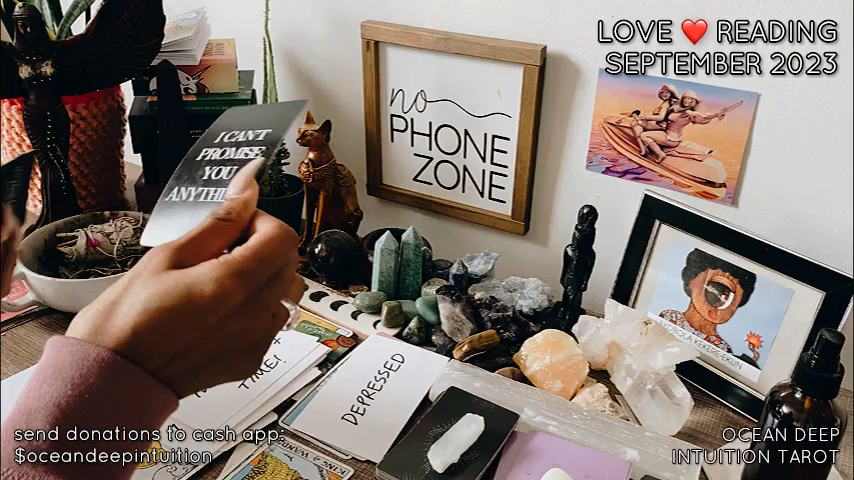 LOVE ❤️ READING
SEPTEMBER 2023
no
PHONE
ZONE
I CAN'T
PROMISE
YOU
TIME!
DEPRESSED
send donations to cash app:
$oceandeepintuition
OCEAN DEEP
INTUITION TAROT